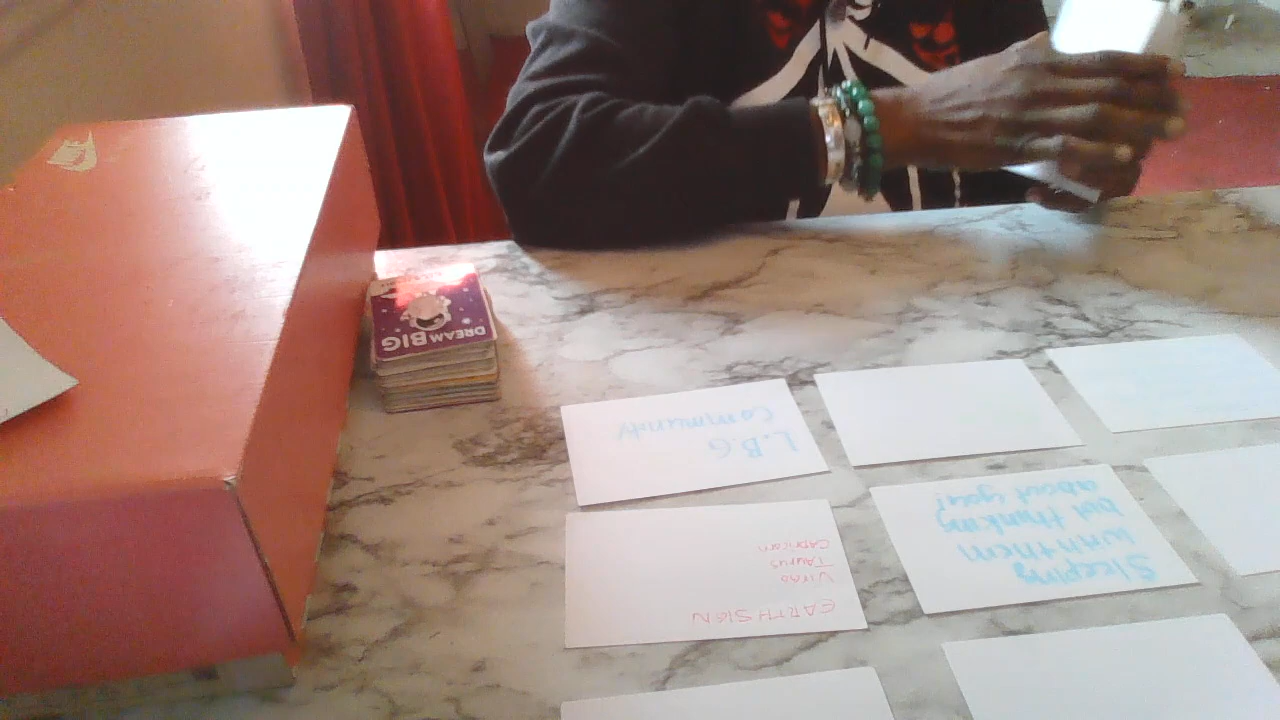 DREAM BIG
L.B.G
Community
Sleeping
with them
but thinking
about you!
EARTH SIGN
Virgo
Taurus
Capricorn